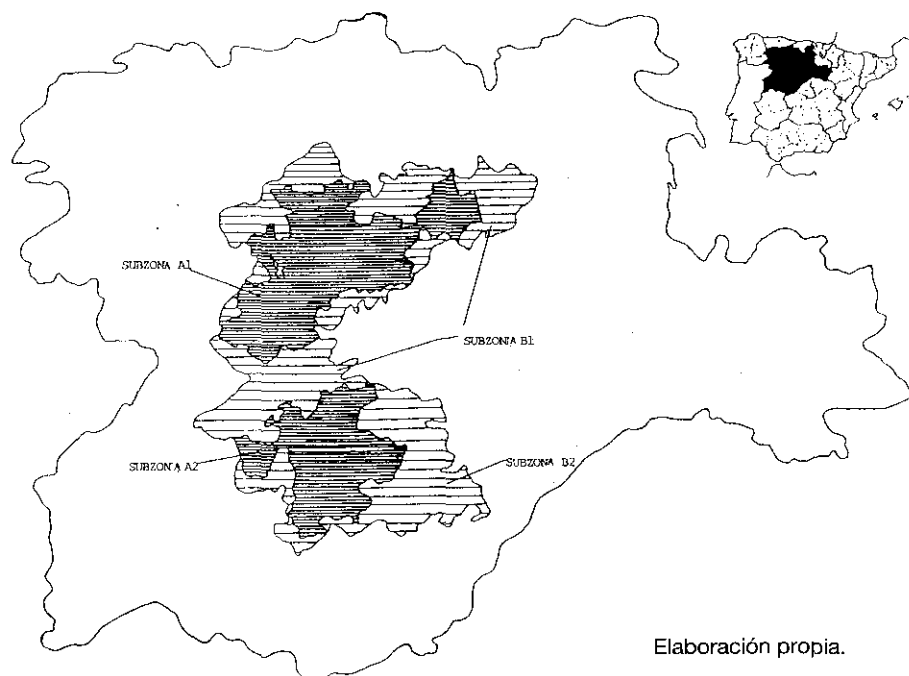 SUBZONA A1
SUBZONA B1
SUBZONA A2
SUBZONA B2
Elaboración propia.